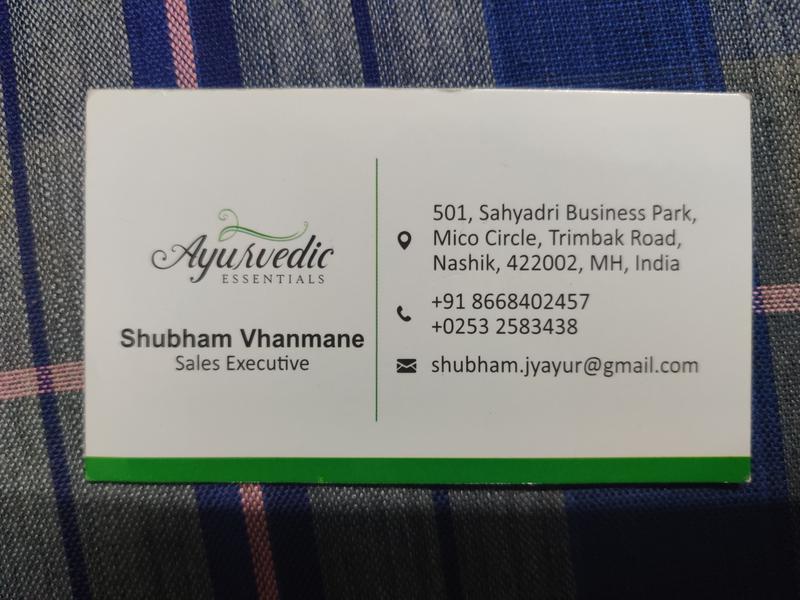 Ayurvedic
ESSENTIALS
Shubham Vhanmane
Sales Executive
501, Sahyadri Business Park,
Mico Circle, Trimbak Road,
Nashik, 422002, MH, India
+91 8668402457
+0253 2583438
shubham.jyayur@gmail.com